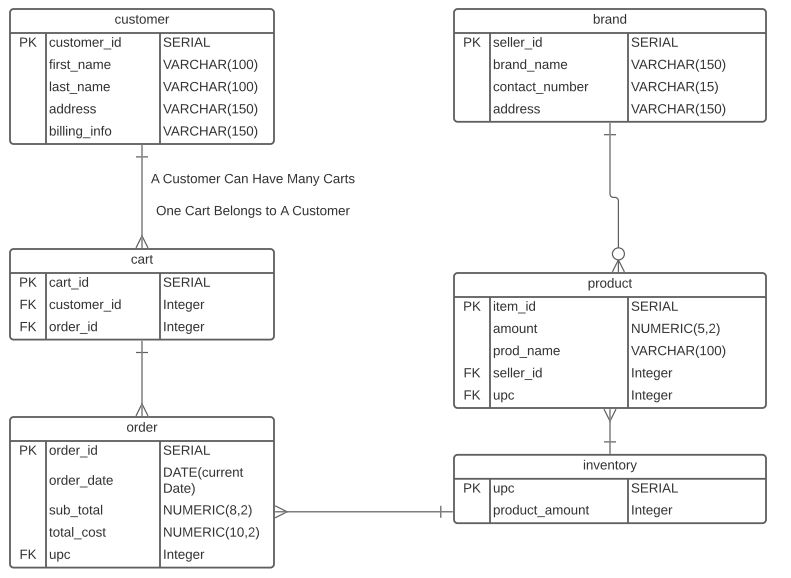 customer
PK customer_id SERIAL
first_name VARCHAR(100)
last_name VARCHAR(100)
address VARCHAR(150)
billing_info VARCHAR(150)
A Customer Can Have Many Carts
One Cart Belongs to A Customer
cart
PK cart_id SERIAL
FK customer_id Integer
FK order_id Integer
order
PK order_id SERIAL
order_date DATE(current
Date)
sub_total NUMERIC(8,2)
total_cost NUMERIC(10,2)
FK upc Integer
brand
PK seller_id SERIAL
brand_name VARCHAR(150)
contact_number VARCHAR(15)
address VARCHAR(150)
product
PK item_id SERIAL
amount NUMERIC(5,2)
prod_name VARCHAR(100)
FK seller_id Integer
FK upc Integer
inventory
PK upc SERIAL
product_amount Integer